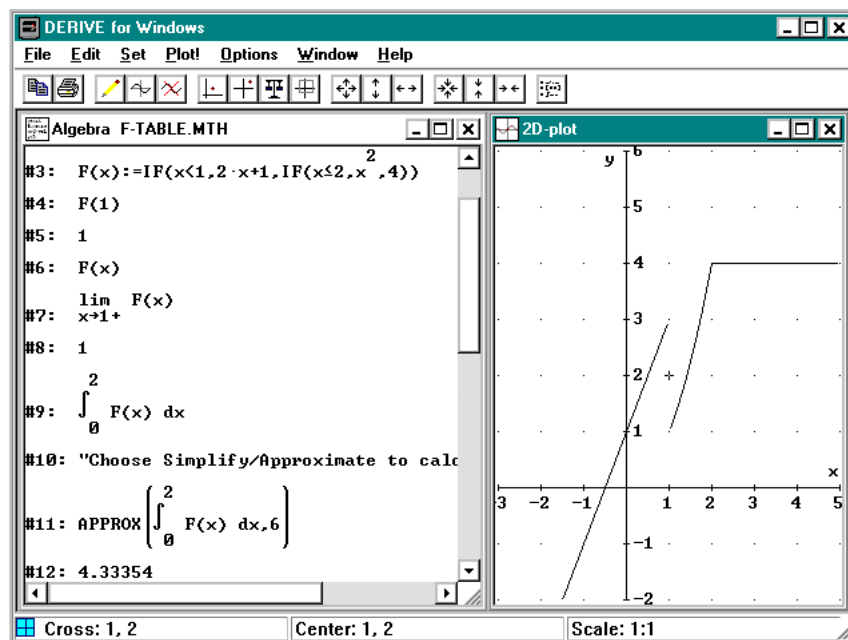 DERIVE for Windows
File Edit Set Plot! Options Window Help
Algebra F-TABLE.MTH
#3: F(x):=IF(x<1,2·x+1,IF(x≤2,x²,4))
#4: F(1)
#5: 1
#6: F(x)
#7: lim F(x)
x→1+
#8: 1
2
#9: ∫ F(x) dx
0
#10: "Choose Simplify/Approximate to calc
2
#11: APPROX(∫ F(x) dx,6)
0
#12: 4.33354
2D-plot
y
6
5
4
3
2
1
x
-3 -2 -1 0 1 2 3 4 5
-1
-2
Cross: 1, 2
Center: 1, 2
Scale: 1:1